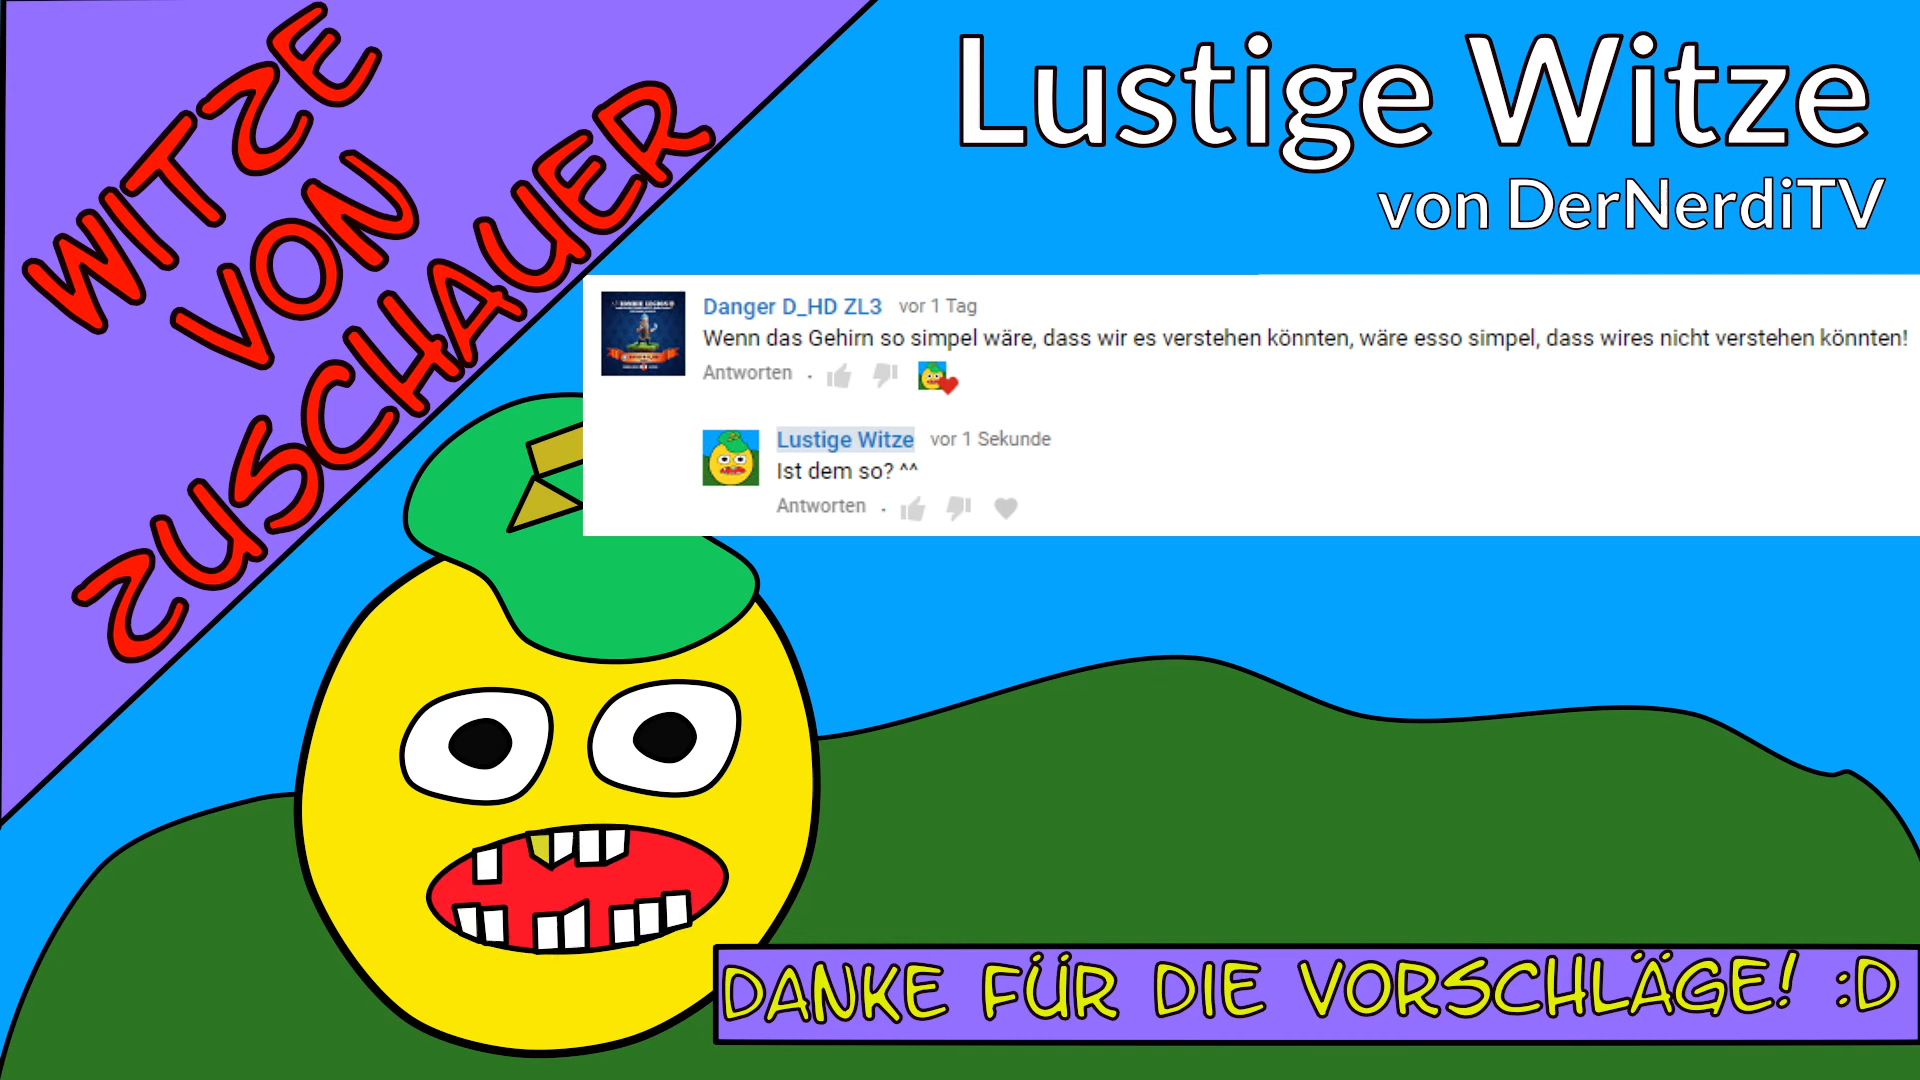 WITZE
VON
ZUSCHAUER
Lustige Witze
von DerNerdiTV
Danger D_HD ZL3 vor 1 Tag
Wenn das Gehirn so simpel wäre, dass wir es verstehen könnten, wäre esso simpel, dass wires nicht verstehen könnten!
Antworten
Lustige Witze vor 1 Sekunde
Ist dem so? ^^
Antworten
DANKE FÜR DIE VORSCHLÄGE! :D